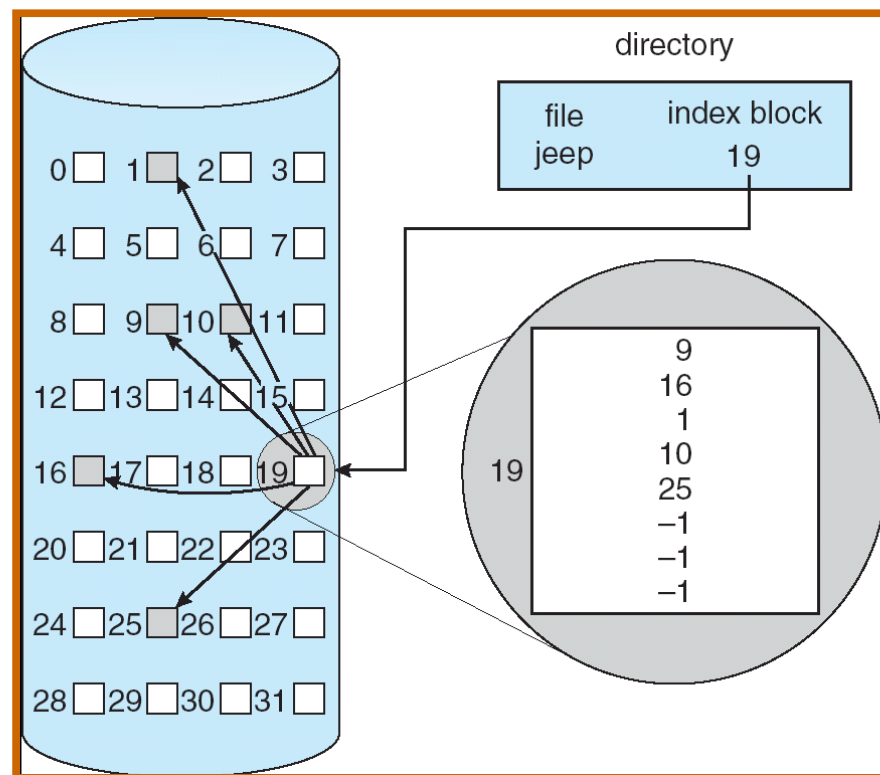 directory
file index block
jeep 19
0 1 2 3
4 5 6 7
8 9 10 11
12 13 14 15
16 17 18 19
20 21 22 23
24 25 26 27
28 29 30 31
19
9
16
1
10
25
–1
–1
–1